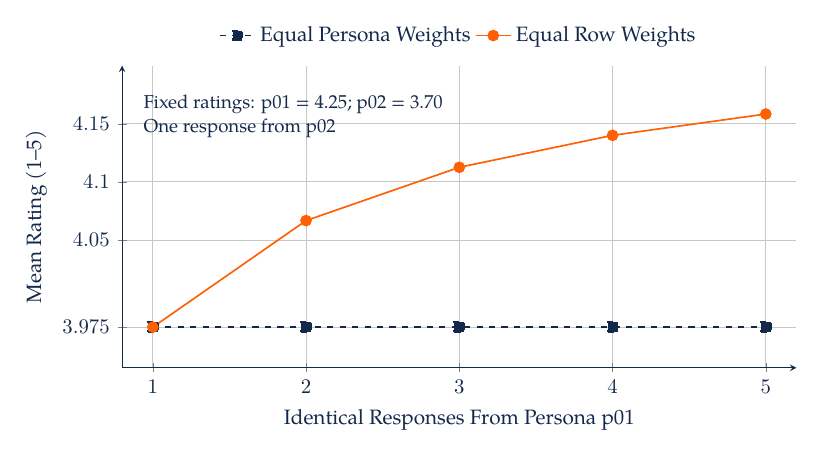 Equal Persona Weights Equal Row Weights
Fixed ratings: p01 = 4.25; p02 = 3.70
One response from p02
Mean Rating (1–5)
4.15
4.1
4.05
3.975
1 2 3 4 5
Identical Responses From Persona p01